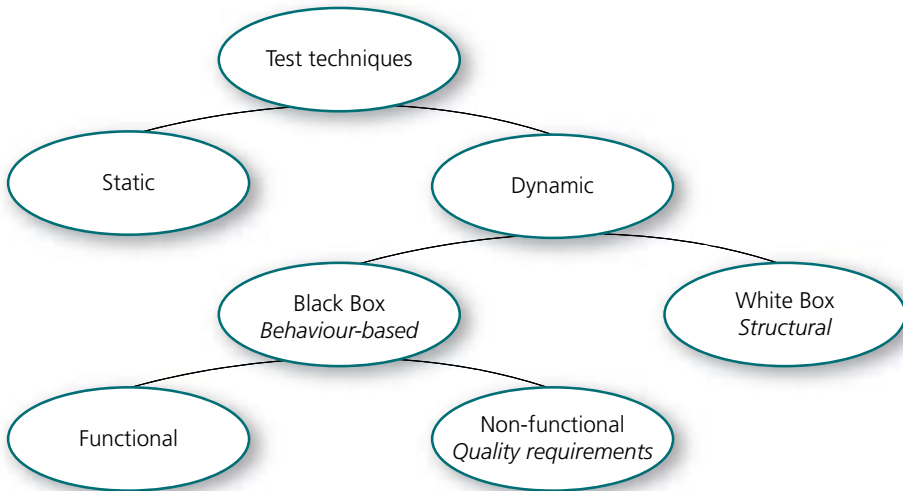 Test techniques
Static
Dynamic
Black Box
Behaviour-based
White Box
Structural
Functional
Non-functional
Quality requirements